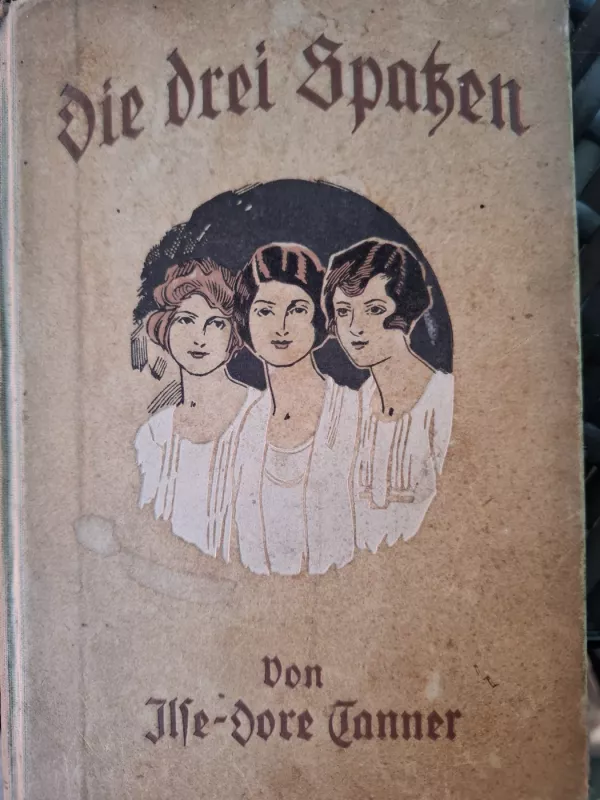 Die drei Spatzen
Von
Ilse-Dore Tanner